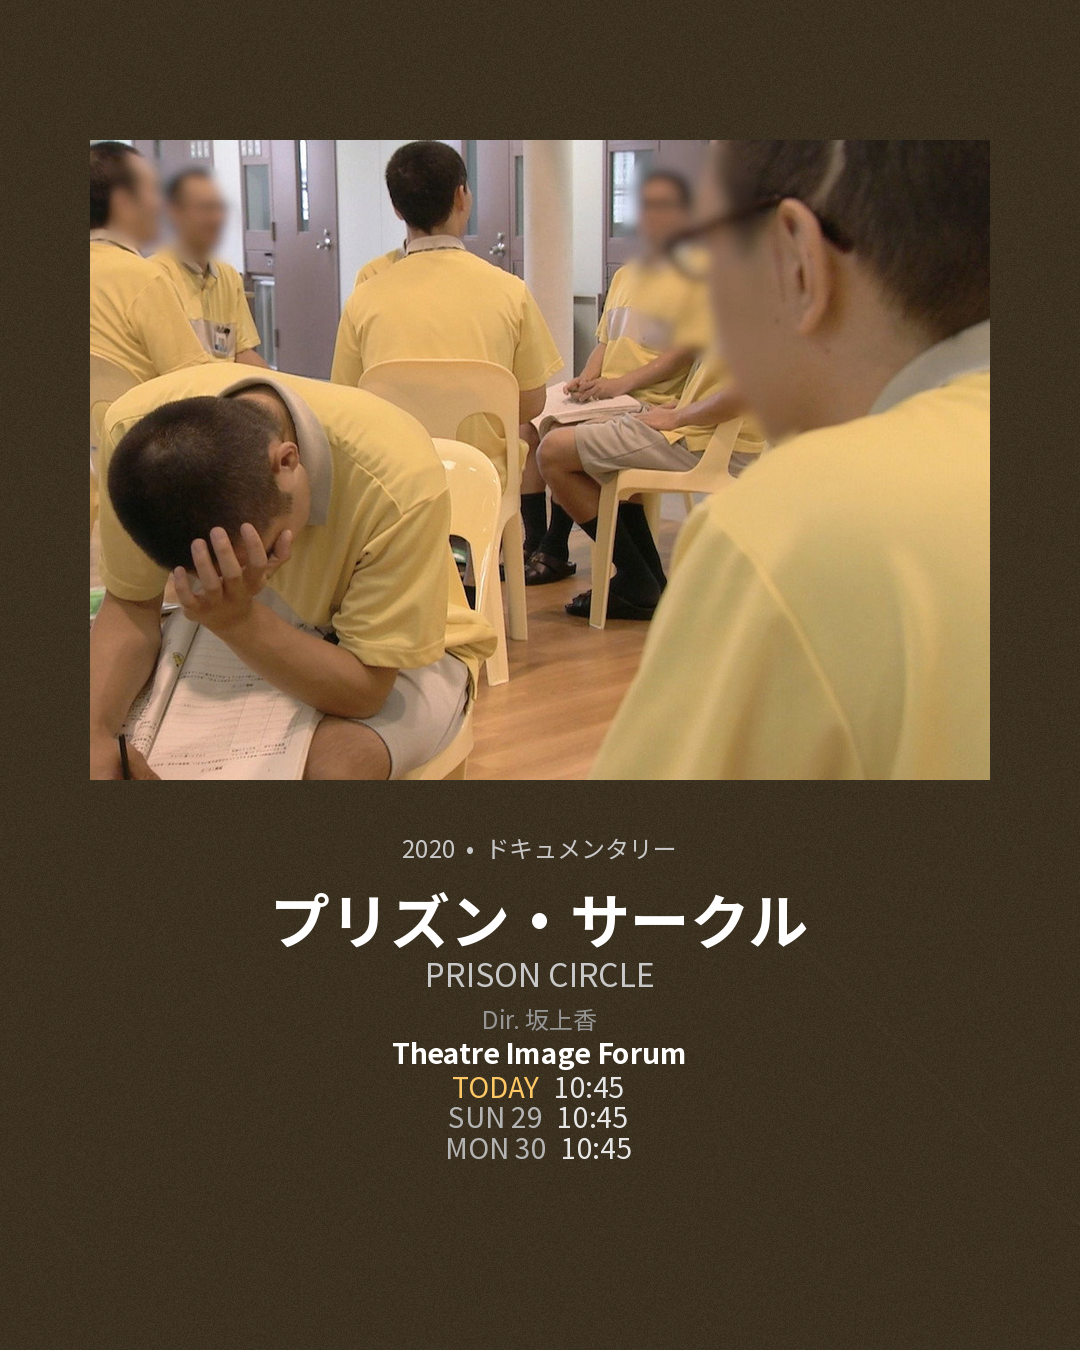 2020 • ドキュメンタリー
プリズン・サークル
PRISON CIRCLE
Dir. 坂上香
Theatre Image Forum
TODAY 10:45
SUN 29 10:45
MON 30 10:45